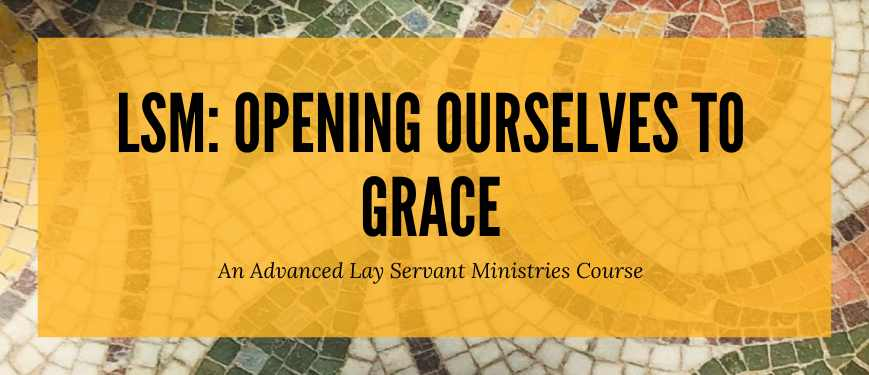 LSM: OPENING OURSELVES TO
GRACE
An Advanced Lay Servant Ministries Course